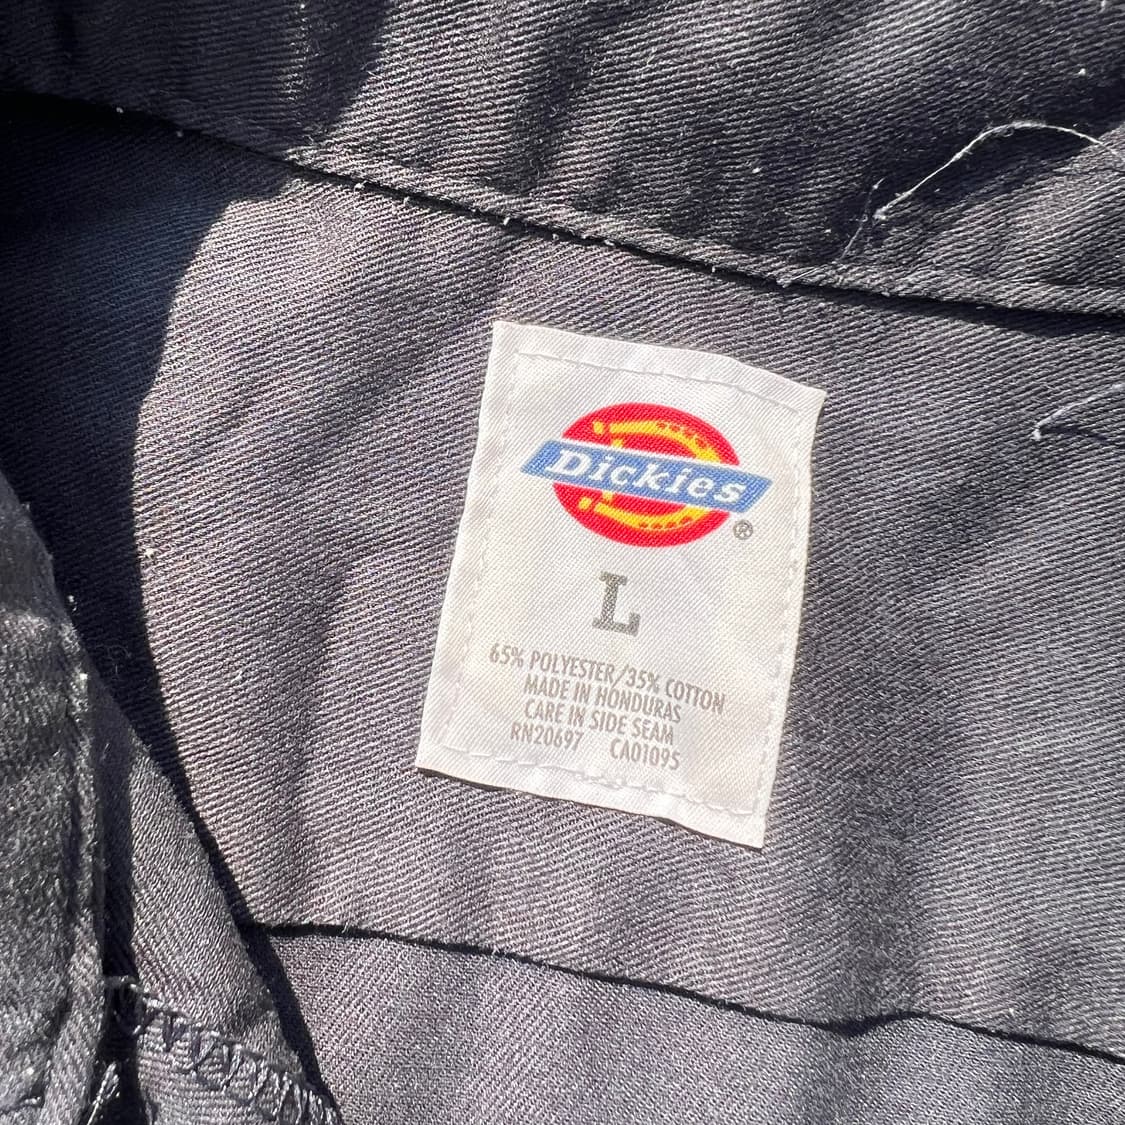 Dickies
®
L
65% POLYESTER/35% COTTON
MADE IN HONDURAS
CARE IN SIDE SEAM
RN20697 CA01095